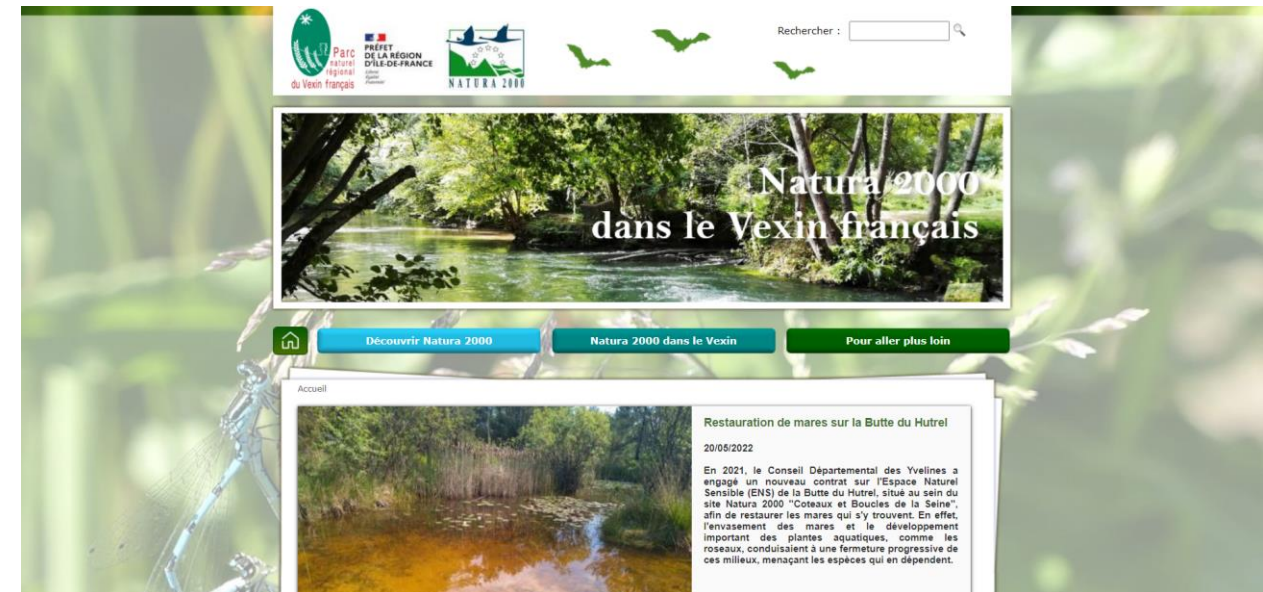 Parc
naturel
régional
du Vexin français
PRÉFET
DE LA RÉGION
D'ÎLE-DE-FRANCE
Liberté
Égalité
Fraternité
NATURA 2000
Rechercher :
Natura 2000
dans le Vexin français
Découvrir Natura 2000
Natura 2000 dans le Vexin
Pour aller plus loin
Accueil
Restauration de mares sur la Butte du Hutrel
20/05/2022
En 2021, le Conseil Départemental des Yvelines a
engagé un nouveau contrat sur l'Espace Naturel
Sensible (ENS) de la Butte du Hutrel, situé au sein du
site Natura 2000 "Coteaux et Boucles de la Seine",
afin de restaurer les mares qui s'y trouvent. En effet,
l'envasement des mares et le développement
important des plantes aquatiques, comme les
roseaux, conduisaient à une fermeture progressive de
ces milieux, menaçant les espèces qui en dépendent.